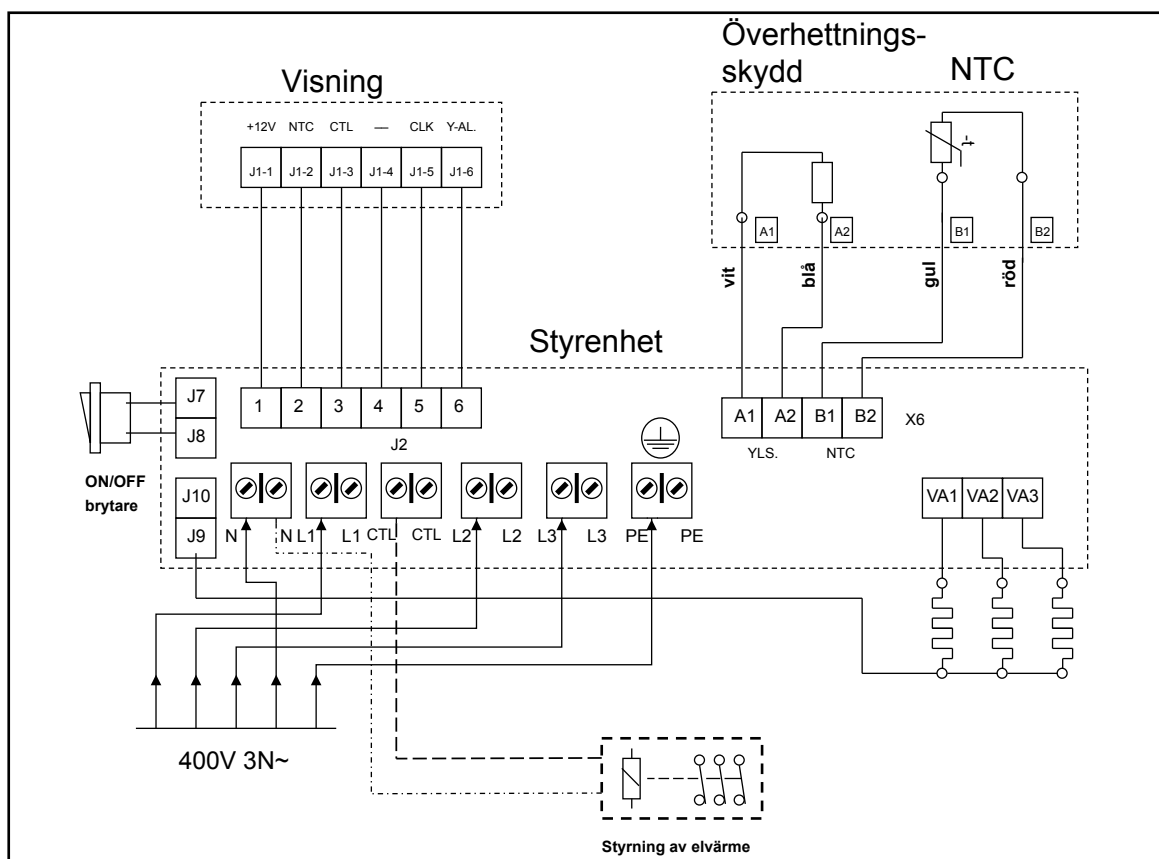 Överhettnings-
skydd
NTC
Visning
+12V NTC CTL — CLK Y-AL.
J1-1 J1-2 J1-3 J1-4 J1-5 J1-6
A1 A2 B1 B2
vit blå gul röd
Styrenhet
J7
J8
1 2 3 4 5 6
J2
A1 A2 B1 B2 X6
YLS. NTC
ON/OFF
brytare
J10
J9
N N L1 L1 CTL CTL L2 L2 L3 L3 PE PE
VA1 VA2 VA3
400V 3N~
Styrning av elvärme